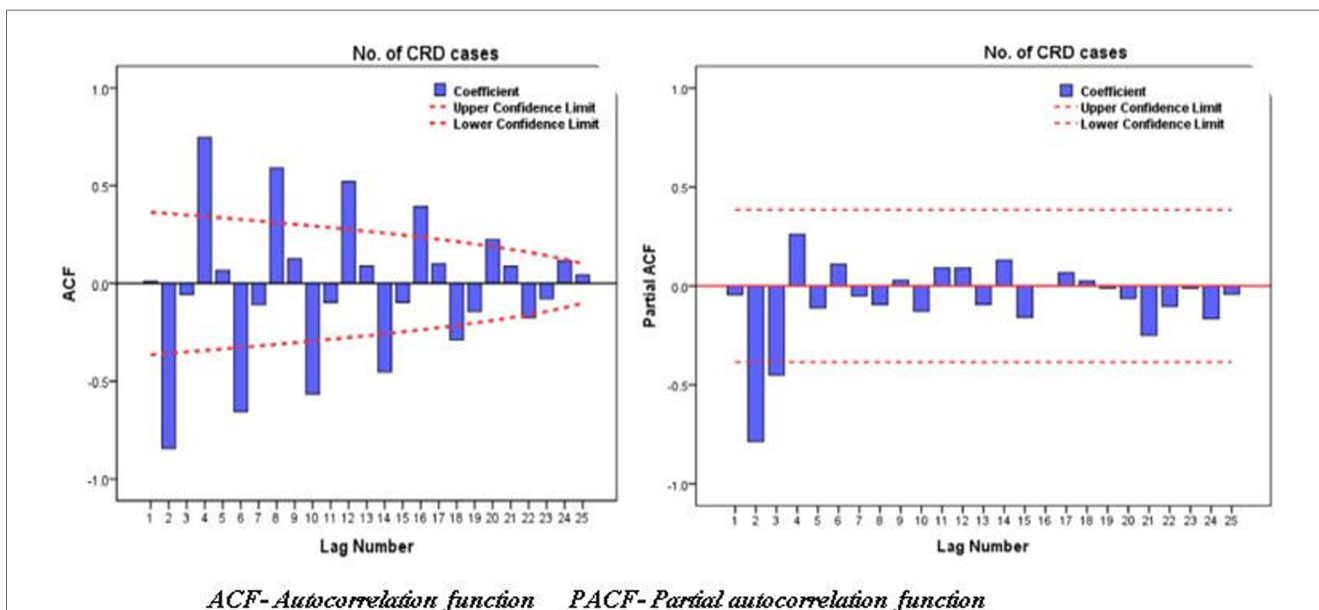 No. of CRD cases
Coefficient
Upper Confidence Limit
Lower Confidence Limit
1.0
0.5
0.0
-0.5
-1.0
ACF
1 2 3 4 5 6 7 8 9 10 11 12 13 14 15 16 17 18 19 20 21 22 23 24 25
Lag Number
No. of CRD cases
Coefficient
Upper Confidence Limit
Lower Confidence Limit
1.0
0.5
0.0
-0.5
-1.0
Partial ACF
1 2 3 4 5 6 7 8 9 10 11 12 13 14 15 16 17 18 19 20 21 22 23 24 25
Lag Number
ACF- Autocorrelation function PACF- Partial autocorrelation function